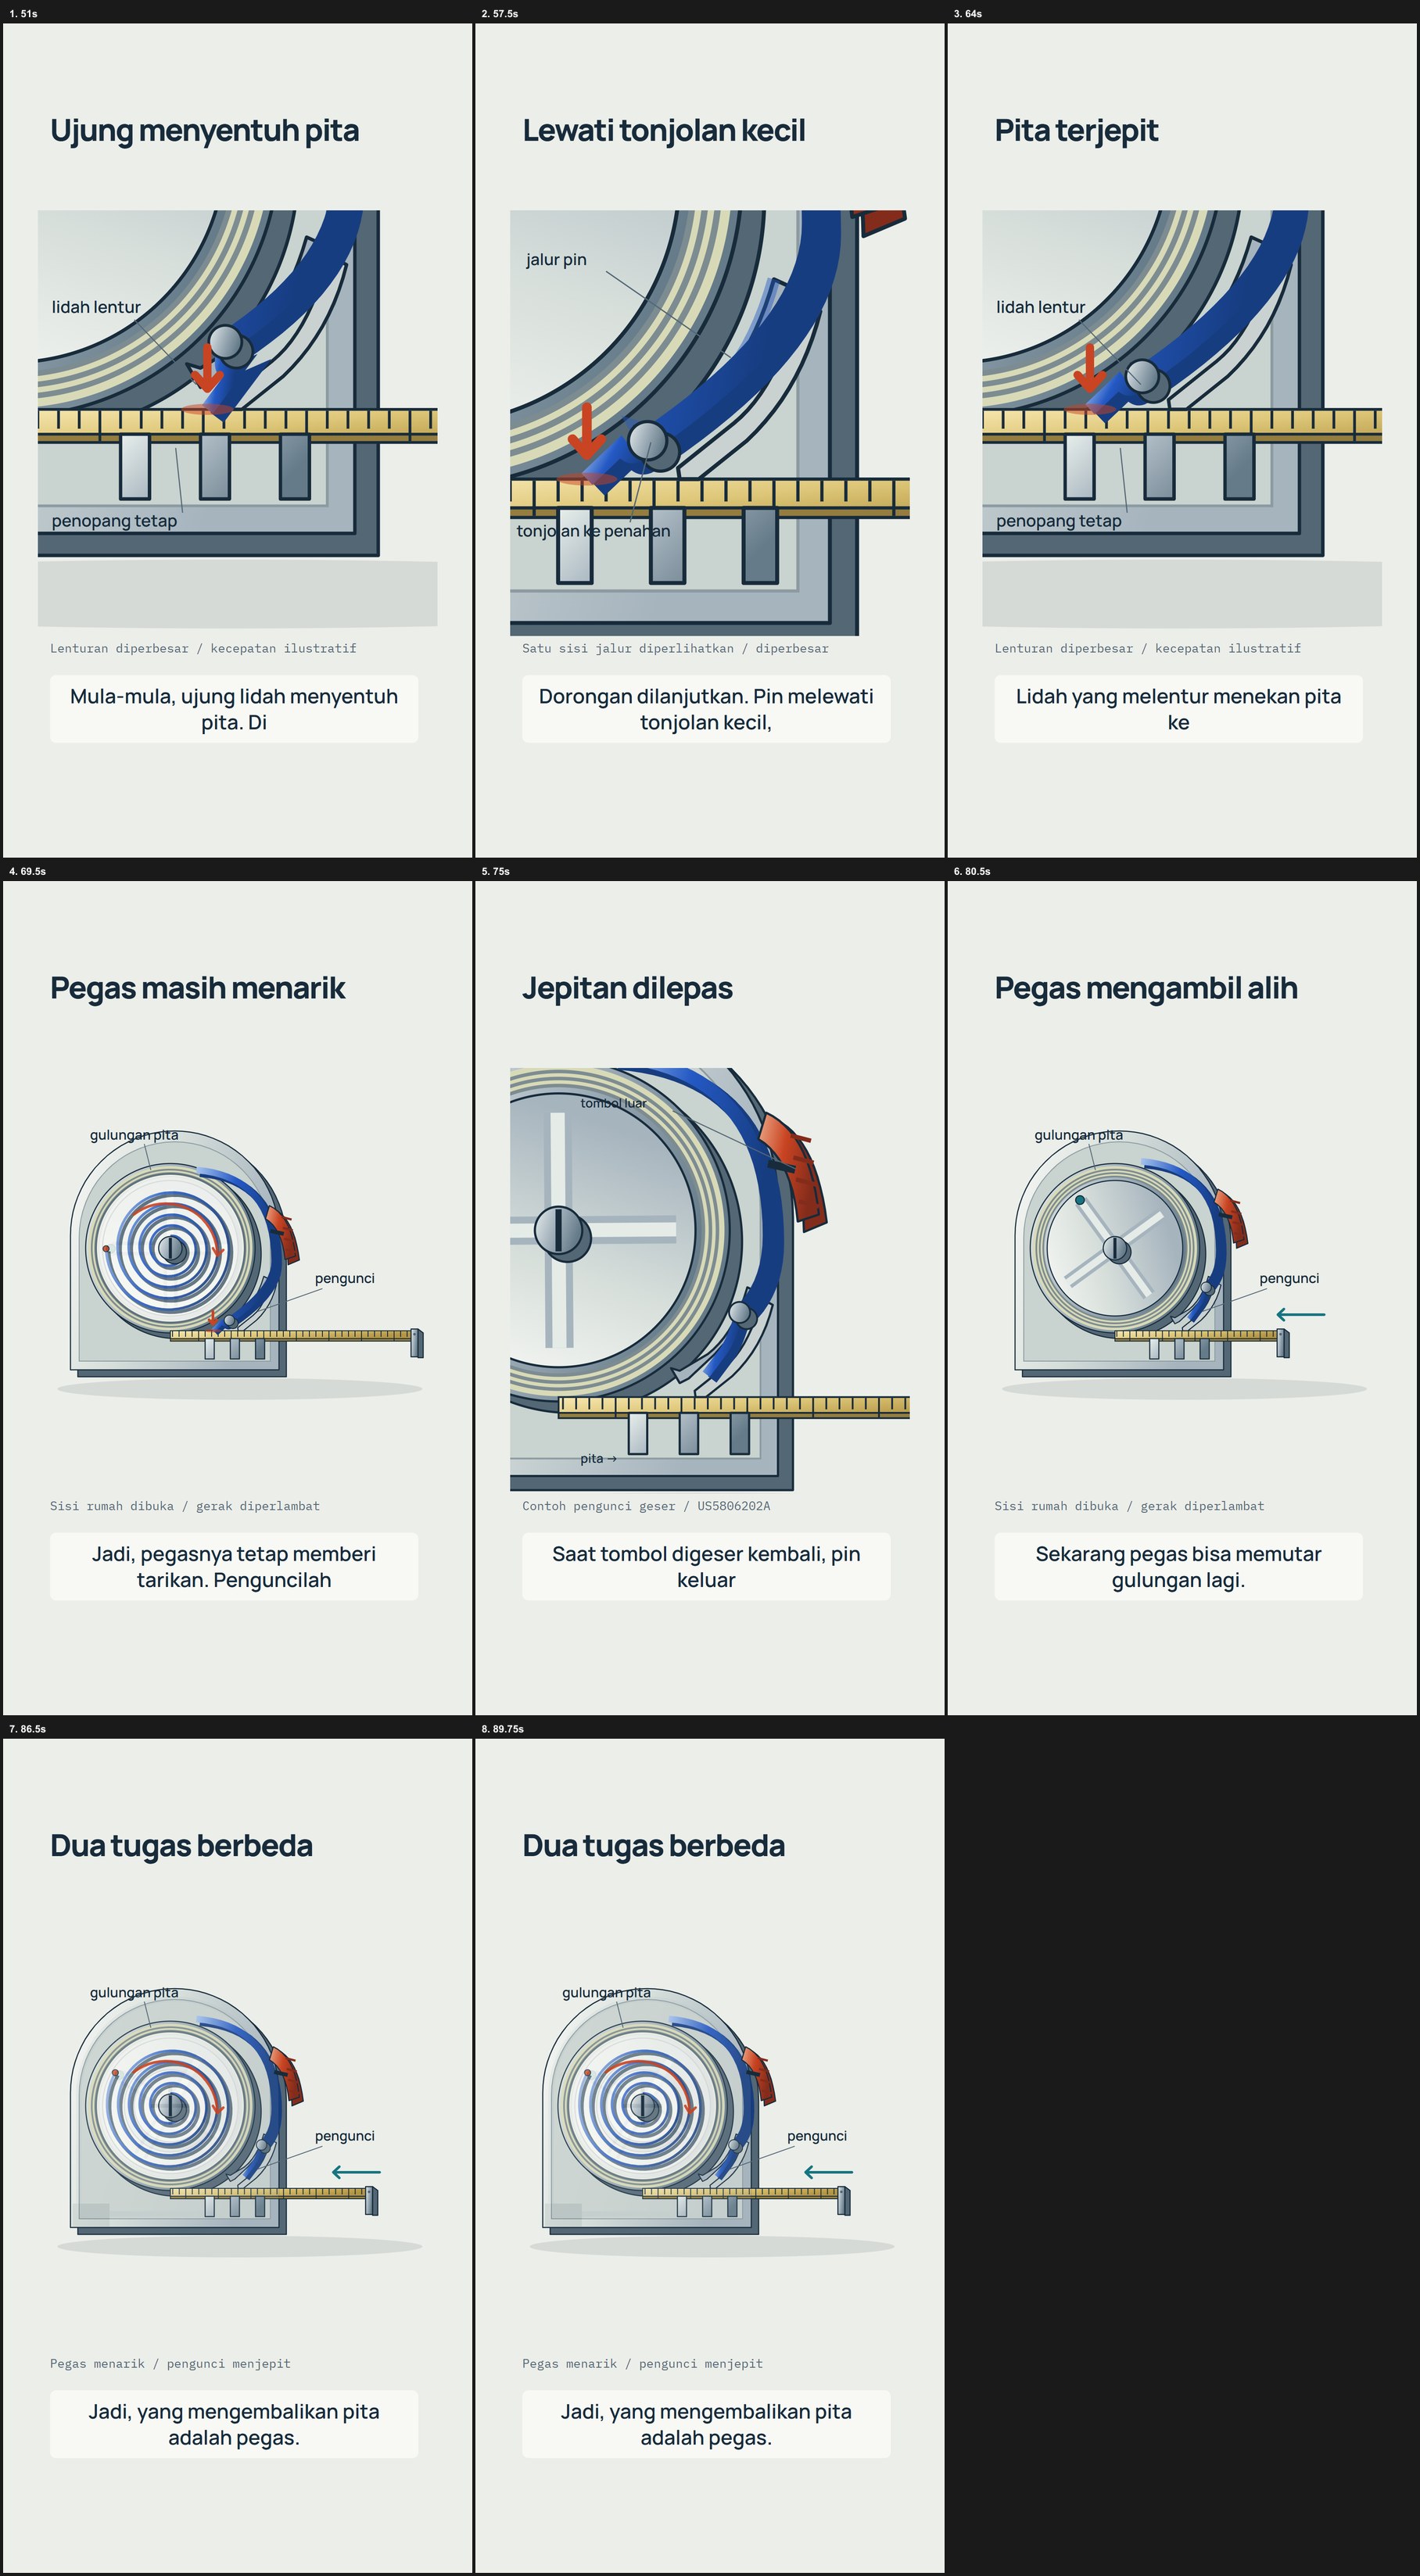 1. 51s
Ujung menyentuh pita
lidah lentur
penopang tetap
Lenturan diperbesar / kecepatan ilustratif
Mula-mula, ujung lidah menyentuh
pita. Di
2. 57.5s
Lewati tonjolan kecil
jalur pin
tonjolan ke penahan
Satu sisi jalur diperlihatkan / diperbesar
Dorongan dilanjutkan. Pin melewati
tonjolan kecil,
3. 64s
Pita terjepit
lidah lentur
penopang tetap
Lenturan diperbesar / kecepatan ilustratif
Lidah yang melentur menekan pita
ke
4. 69.5s
Pegas masih menarik
gulungan pita
pengunci
Sisi rumah dibuka / gerak diperlambat
Jadi, pegasnya tetap memberi
tarikan. Penguncilah
5. 75s
Jepitan dilepas
tombol luar
pita →
Contoh pengunci geser / US5806202A
Saat tombol digeser kembali, pin
keluar
6. 80.5s
Pegas mengambil alih
gulungan pita
pengunci
Sisi rumah dibuka / gerak diperlambat
Sekarang pegas bisa memutar
gulungan lagi.
7. 86.5s
Dua tugas berbeda
gulungan pita
pengunci
Pegas menarik / pengunci menjepit
Jadi, yang mengembalikan pita
adalah pegas.
8. 89.75s
Dua tugas berbeda
gulungan pita
pengunci
Pegas menarik / pengunci menjepit
Jadi, yang mengembalikan pita
adalah pegas.